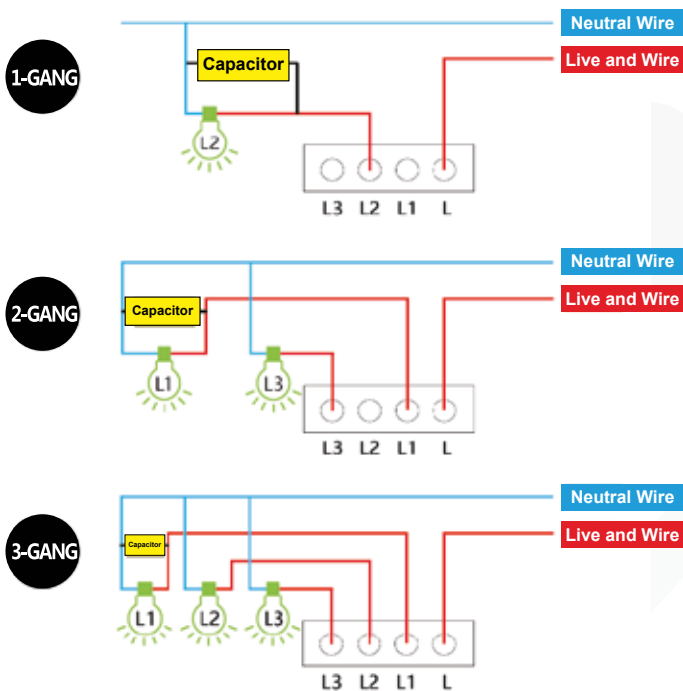 Neutral Wire
1-GANG
Capacitor
Live and Wire
L2
L3 L2 L1 L
Neutral Wire
2-GANG
Capacitor
Live and Wire
L1 L3
L3 L2 L1 L
Neutral Wire
3-GANG
Capacitor
Live and Wire
L1 L2 L3
L3 L2 L1 L